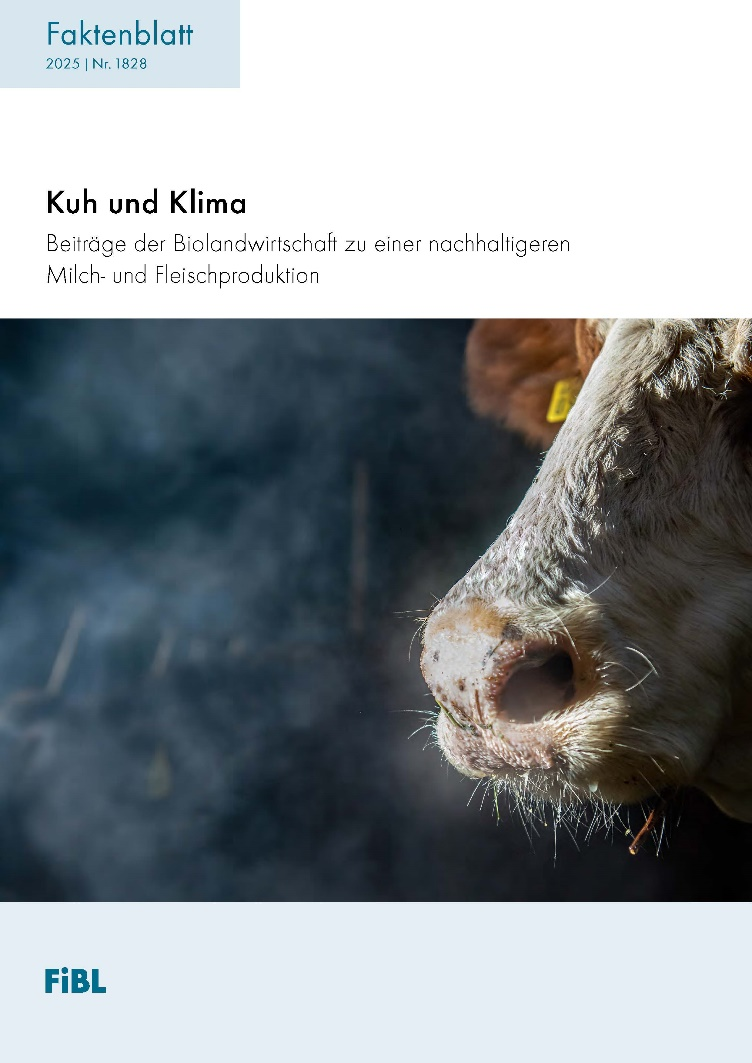 Faktenblatt
2025 | Nr. 1828
Kuh und Klima
Beiträge der Biolandwirtschaft zu einer nachhaltigeren
Milch- und Fleischproduktion
FiBL